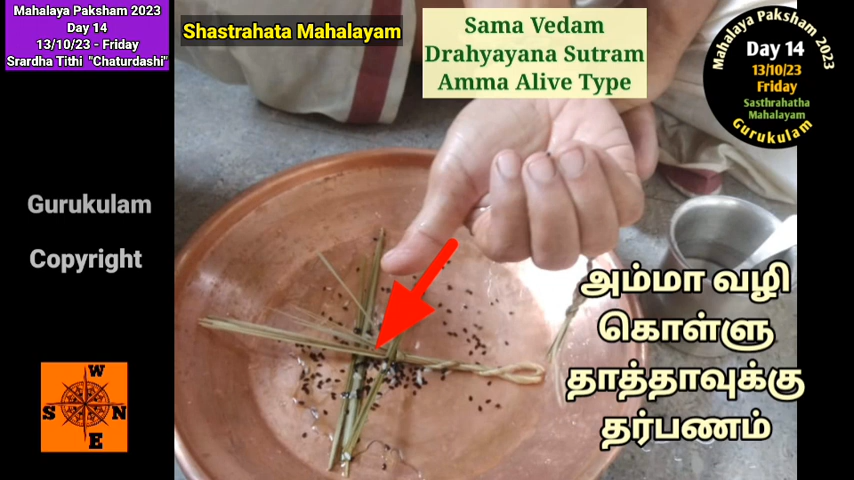 Mahalaya Paksham 2023
Day 14
13/10/23 - Friday
Srardha Tithi "Chaturdashi"
Shastrahata Mahalayam
Sama Vedam
Drahyayana Sutram
Amma Alive Type
Mahalaya Paksham 2023
Day 14
13/10/23
Friday
Sasthrahatha
Mahalayam
Gurukulam
Gurukulam
Copyright
W
S N
E
அம்மா வழி
கொள்ளு
தாத்தாவுக்கு
தர்பணம்